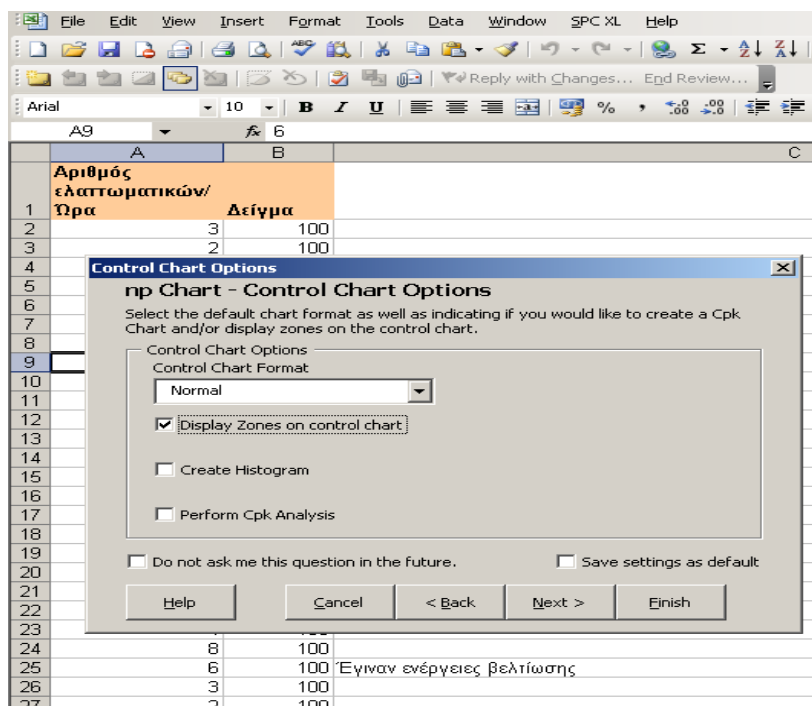 File Edit View Insert Format Tools Data Window SPC XL Help
Reply with Changes... End Review...
Arial 10 B I U
A9 fx 6
A B C
1 Αριθμός
ελαττωματικών/
Ώρα Δείγμα
2 3 100
3 2 100
4
5
6
7
8
9
10
11
12
13
14
15
16
17
18
19
20
21
22
23
24 8 100
25 6 100 Έγιναν ενέργειες βελτίωσης
26 3 100
Control Chart Options
np Chart - Control Chart Options
Select the default chart format as well as indicating if you would like to create a Cpk
Chart and/or display zones on the control chart.
Control Chart Options
Control Chart Format
Normal
Display Zones on control chart
Create Histogram
Perform Cpk Analysis
Do not ask me this question in the future. Save settings as default
Help Cancel < Back Next > Finish